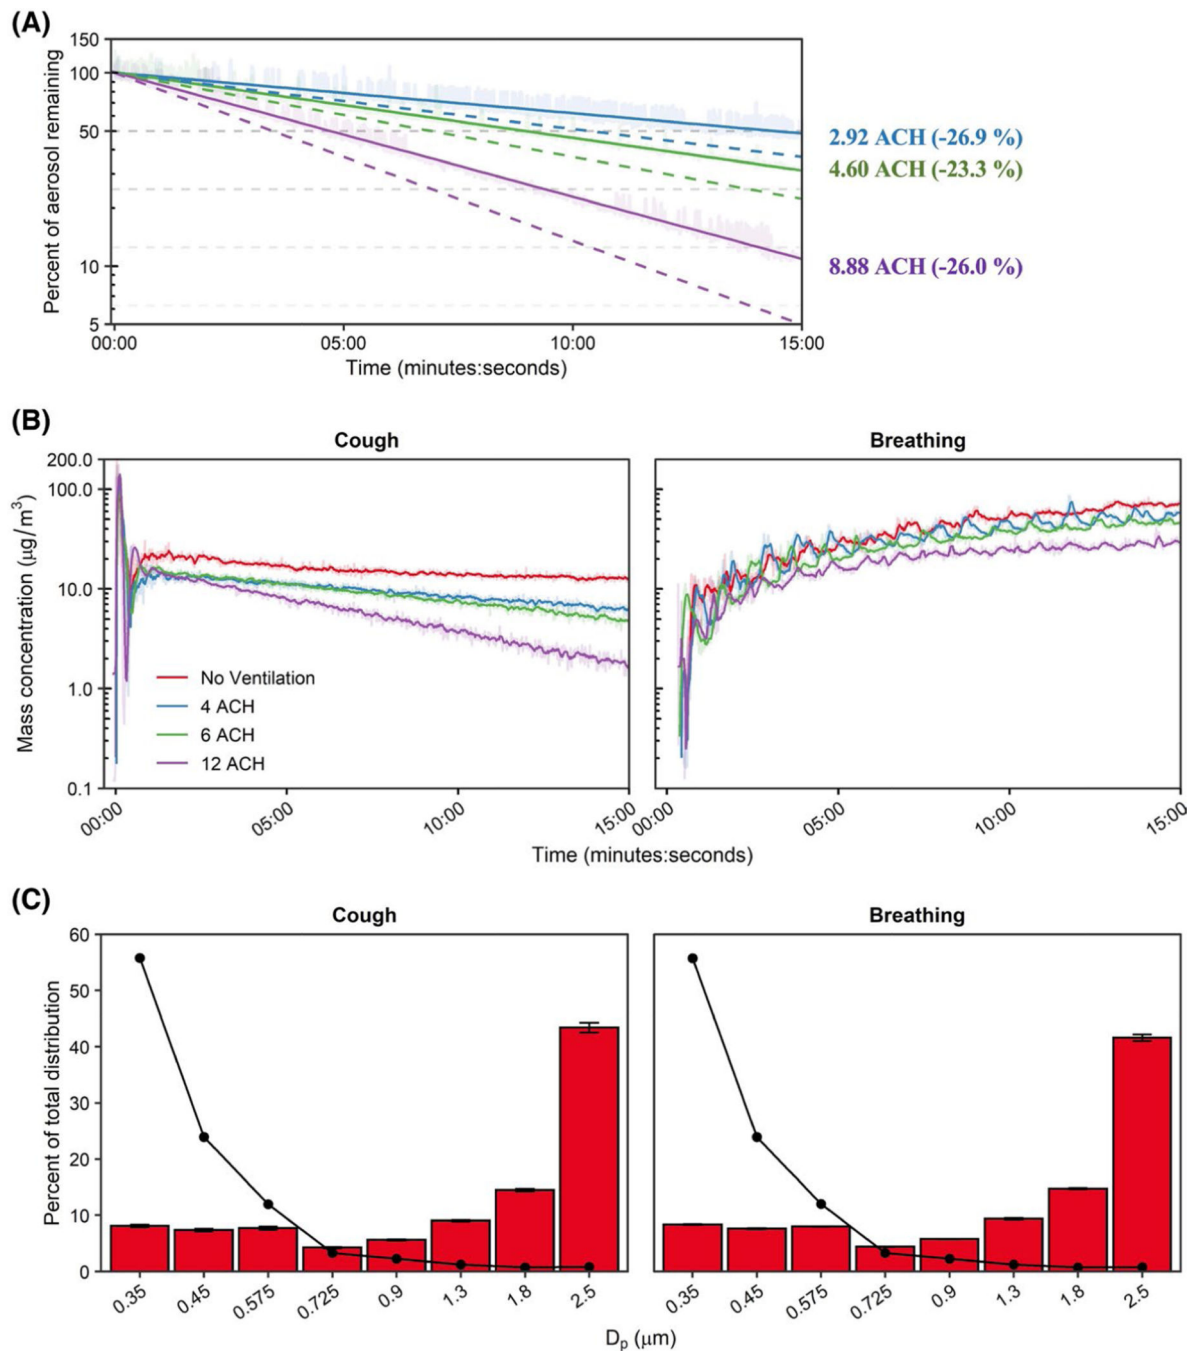 (A)
Percent of aerosol remaining
150
100
50
10
5
2.92 ACH (-26.9 %)
4.60 ACH (-23.3 %)
8.88 ACH (-26.0 %)
00:00 05:00 10:00 15:00
Time (minutes:seconds)
(B)
Cough Breathing
Mass concentration (μg/m³)
200.0
100.0
10.0
1.0
0.1
No Ventilation
4 ACH
6 ACH
12 ACH
00:00 05:00 10:00 15:00 00:00 05:00 10:00 15:00
Time (minutes:seconds)
(C)
Cough Breathing
Percent of total distribution
60
50
40
30
20
10
0
0.35 0.45 0.575 0.725 0.9 1.3 1.8 2.5 0.35 0.45 0.575 0.725 0.9 1.3 1.8 2.5
Dp (μm)